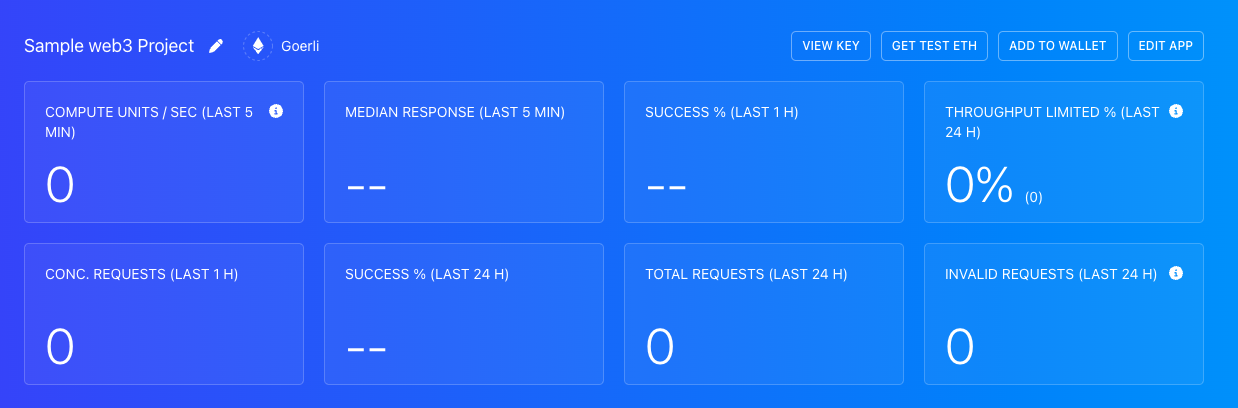 Sample web3 Project Goerli VIEW KEY GET TEST ETH ADD TO WALLET EDIT APP
COMPUTE UNITS / SEC (LAST 5
MIN)
0
MEDIAN RESPONSE (LAST 5 MIN)
--
SUCCESS % (LAST 1 H)
--
THROUGHPUT LIMITED % (LAST
24 H)
0% (0)
CONC. REQUESTS (LAST 1 H)
0
SUCCESS % (LAST 24 H)
--
TOTAL REQUESTS (LAST 24 H)
0
INVALID REQUESTS (LAST 24 H)
0